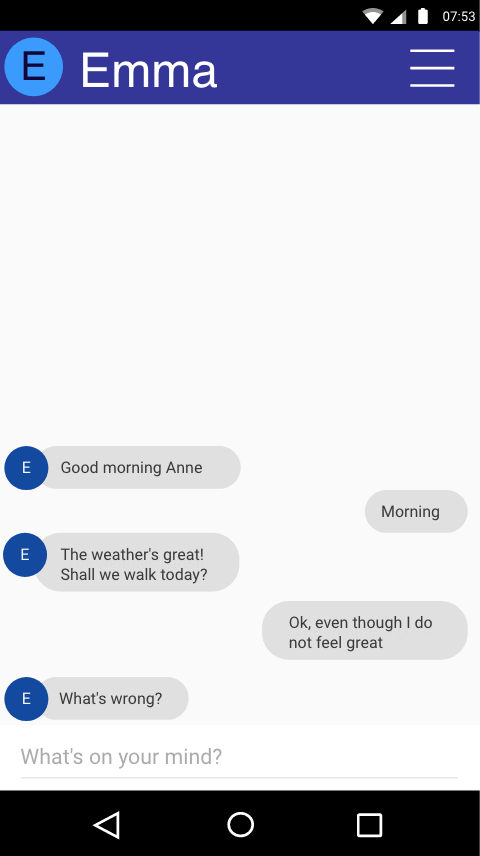 07:53
E Emma
E Good morning Anne
Morning
E The weather's great!
Shall we walk today?
Ok, even though I do
not feel great
E What's wrong?
What's on your mind?